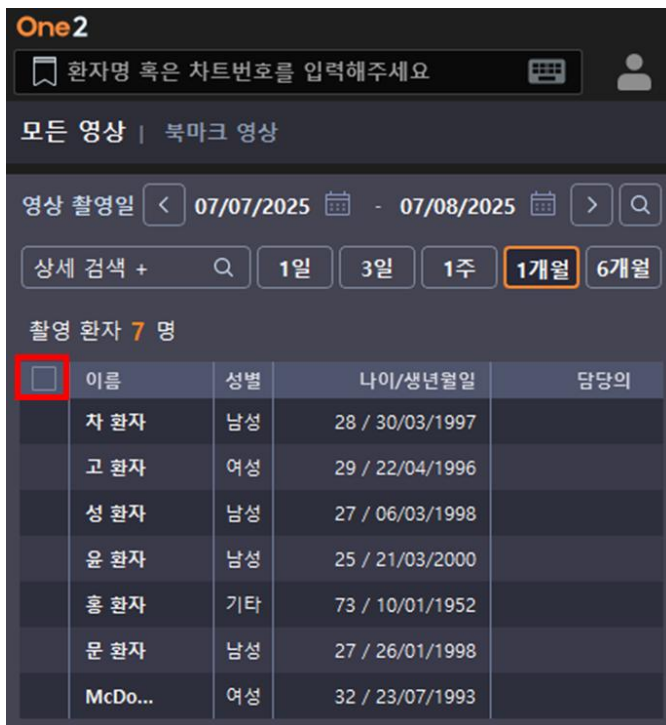 One2
환자명 혹은 차트번호를 입력해주세요
모든 영상 | 북마크 영상
영상 촬영일 < 07/07/2025 - 07/08/2025 >
상세 검색 + 1일 3일 1주 1개월 6개월
촬영 환자 7 명
이름 성별 나이/생년월일 담당의
차 환자 남성 28 / 30/03/1997
고 환자 여성 29 / 22/04/1996
성 환자 남성 27 / 06/03/1998
윤 환자 남성 25 / 21/03/2000
홍 환자 기타 73 / 10/01/1952
문 환자 남성 27 / 26/01/1998
McDo... 여성 32 / 23/07/1993